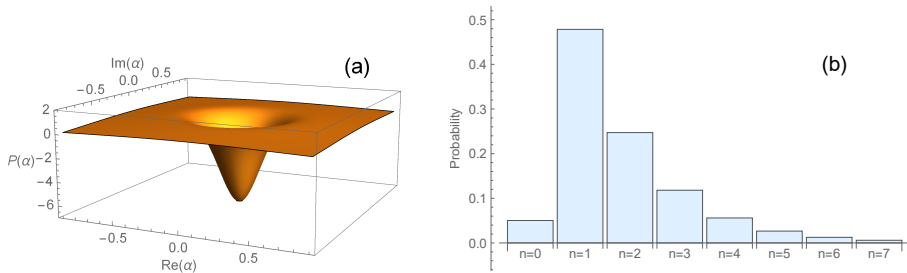 (a)
Im(α)
−0.5 0.0 0.5
2
0
−2
−4
−6
P(α)
−0.5 0.0 0.5
Re(α)
(b)
Probability
0.5
0.4
0.3
0.2
0.1
0.0
n=0 n=1 n=2 n=3 n=4 n=5 n=6 n=7